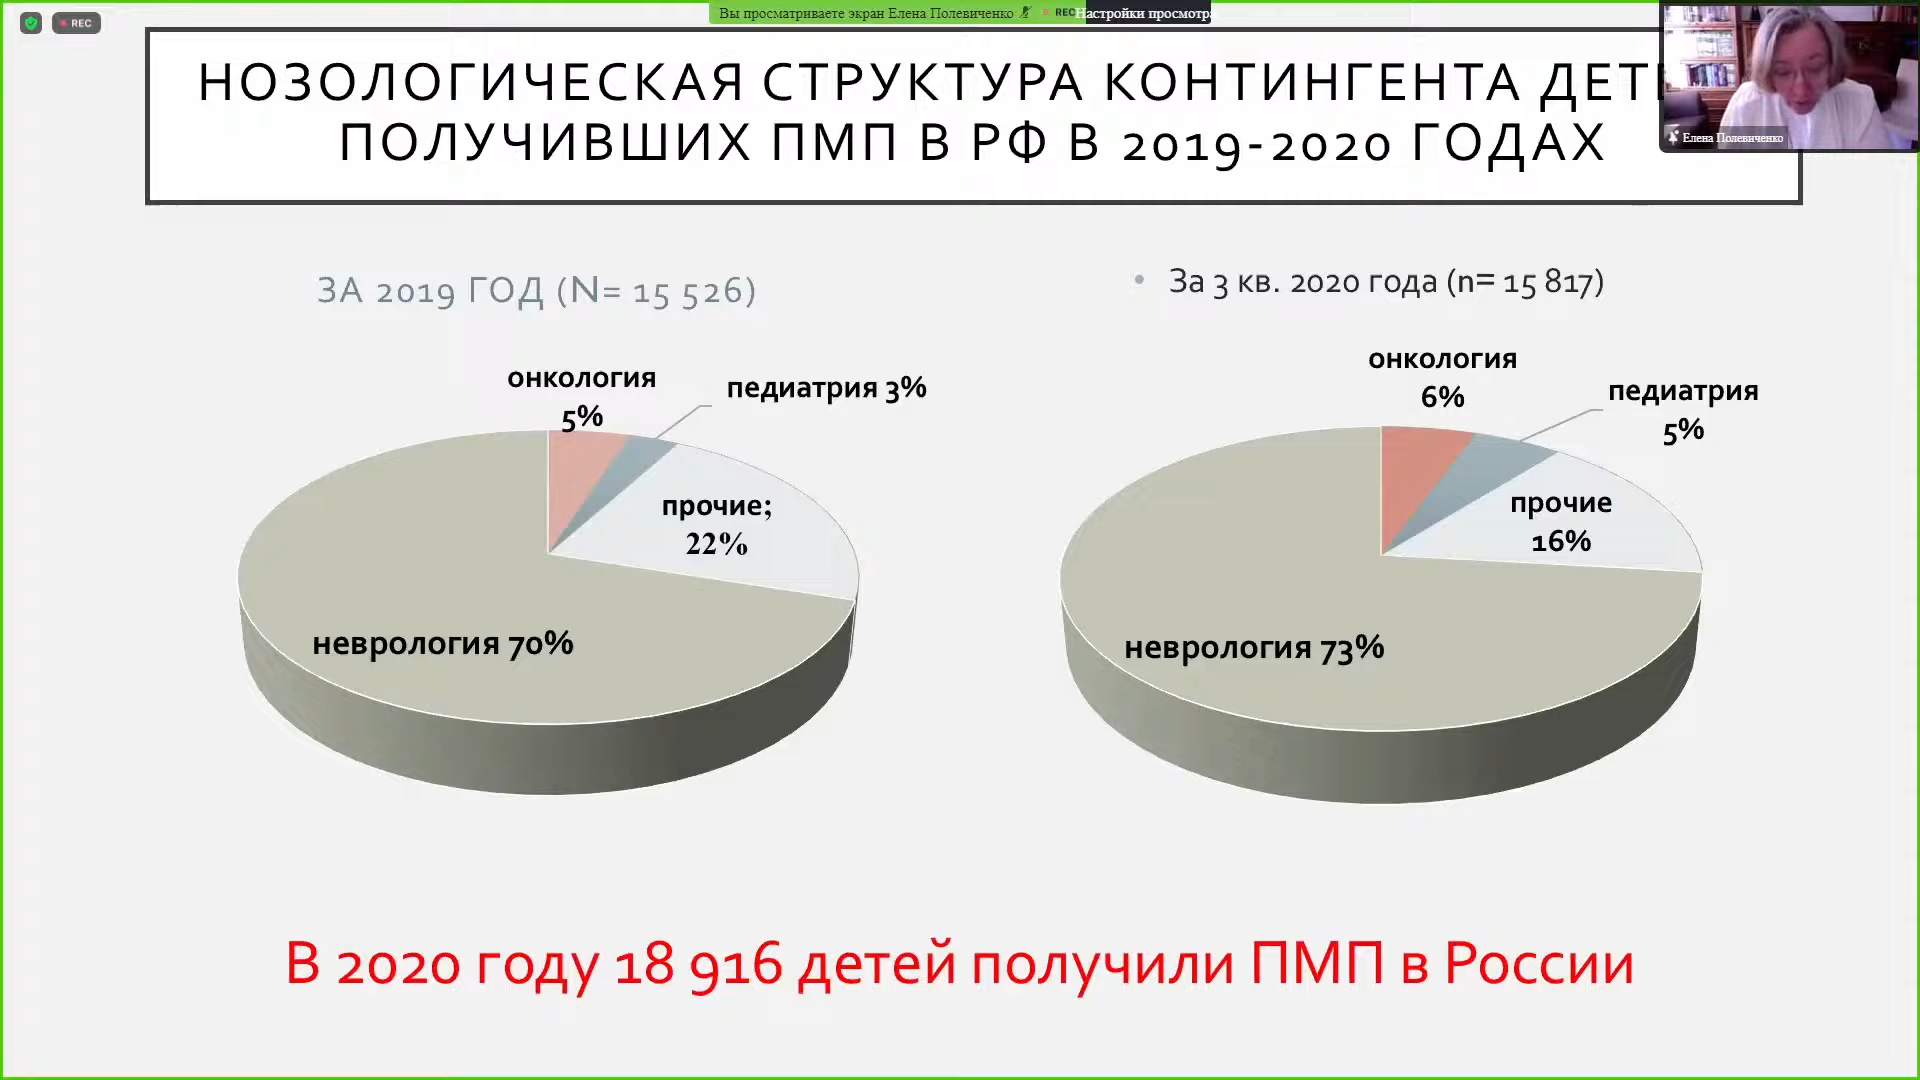 REC
Вы просматриваете экран Елена Полевиченко
REC
Настройки просмотра
НОЗОЛОГИЧЕСКАЯ СТРУКТУРА КОНТИНГЕНТА
ПОЛУЧИВШИХ ПМП В РФ В 2019-2020 ГОДАХ
Елена Полевиченко
ЗА 2019 ГОД (N= 15 526)
• За 3 кв. 2020 года (n= 15 817)
онкология
5%
педиатрия 3%
прочие;
22%
неврология 70%
онкология
6%
педиатрия
5%
прочие
16%
неврология 73%
В 2020 году 18 916 детей получили ПМП в России